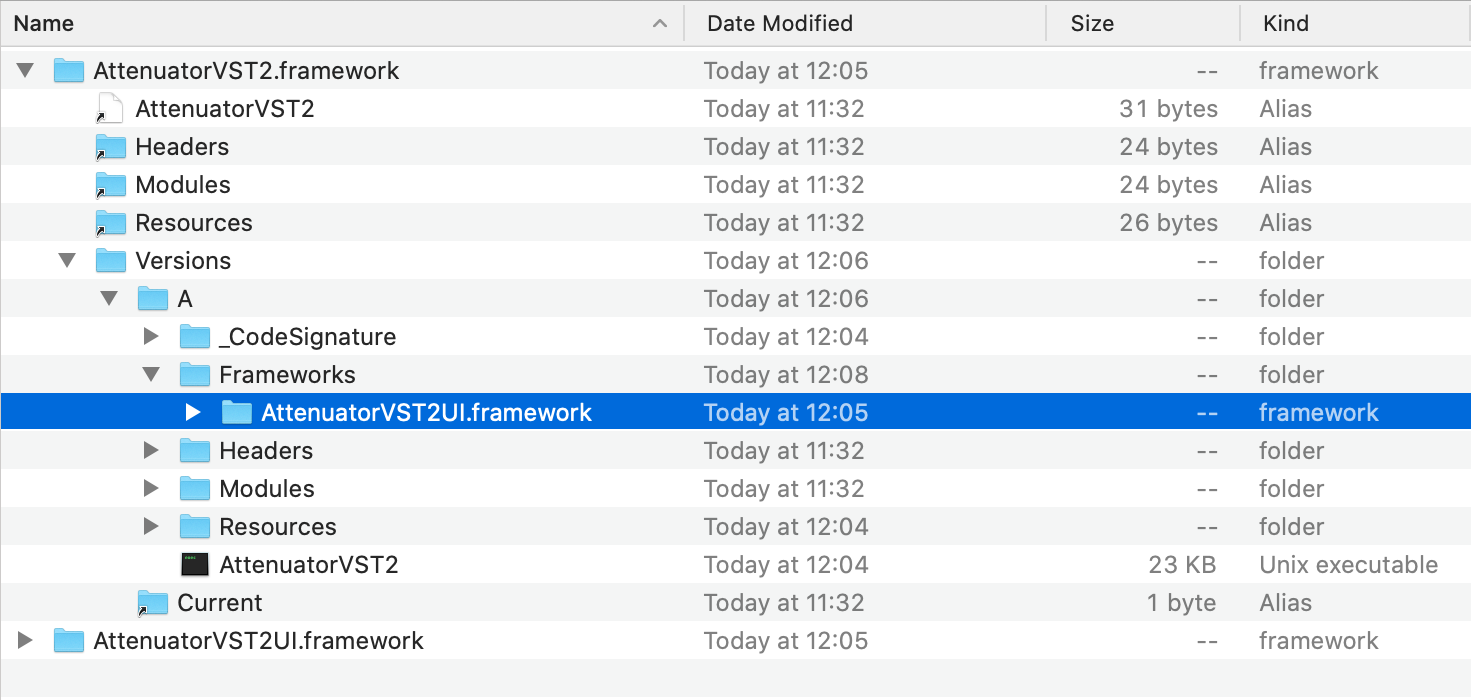 Name Date Modified Size Kind
AttenuatorVST2.framework Today at 12:05 -- framework
AttenuatorVST2 Today at 11:32 31 bytes Alias
Headers Today at 11:32 24 bytes Alias
Modules Today at 11:32 24 bytes Alias
Resources Today at 11:32 26 bytes Alias
Versions Today at 12:06 -- folder
A Today at 12:06 -- folder
_CodeSignature Today at 12:04 -- folder
Frameworks Today at 12:08 -- folder
AttenuatorVST2UI.framework Today at 12:05 -- framework
Headers Today at 11:32 -- folder
Modules Today at 11:32 -- folder
Resources Today at 12:04 -- folder
AttenuatorVST2 Today at 12:04 23 KB Unix executable
Current Today at 11:32 1 byte Alias
AttenuatorVST2UI.framework Today at 12:05 -- framework